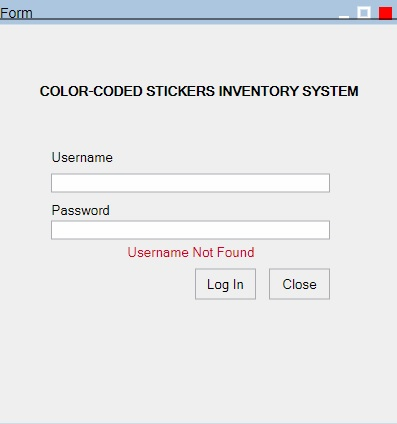 Form
COLOR-CODED STICKERS INVENTORY SYSTEM
Username
Password
Username Not Found
Log In
Close